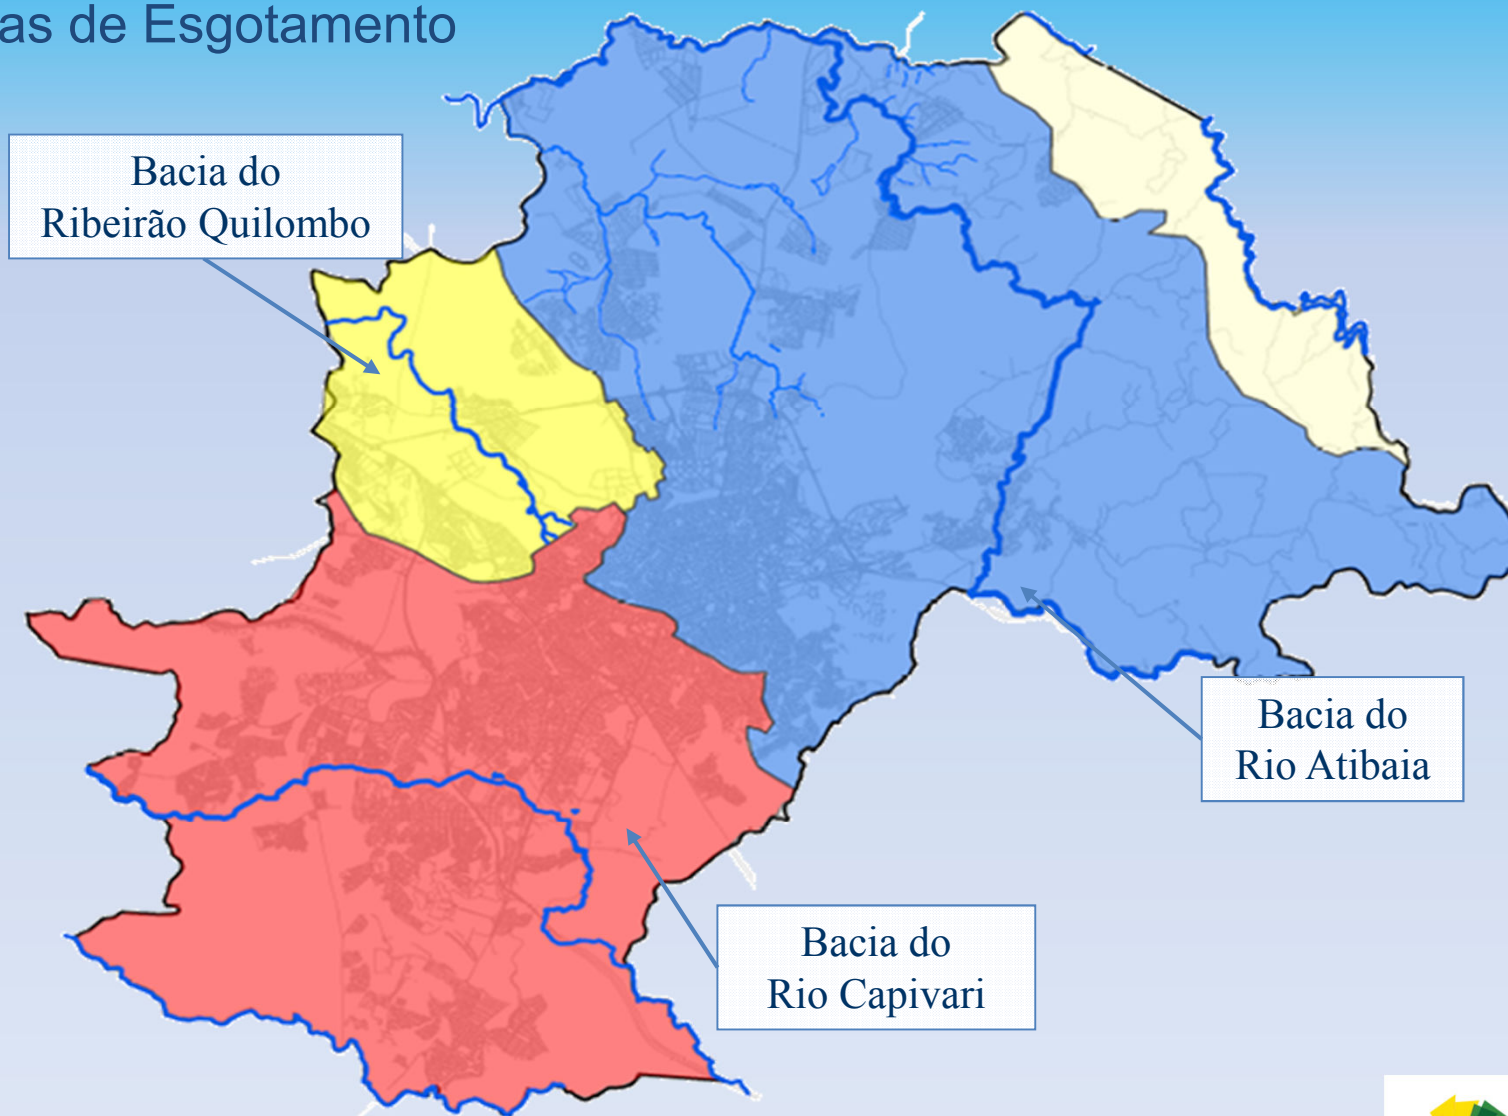 as de Esgotamento
Bacia do
Ribeirão Quilombo
Bacia do
Rio Atibaia
Bacia do
Rio Capivari